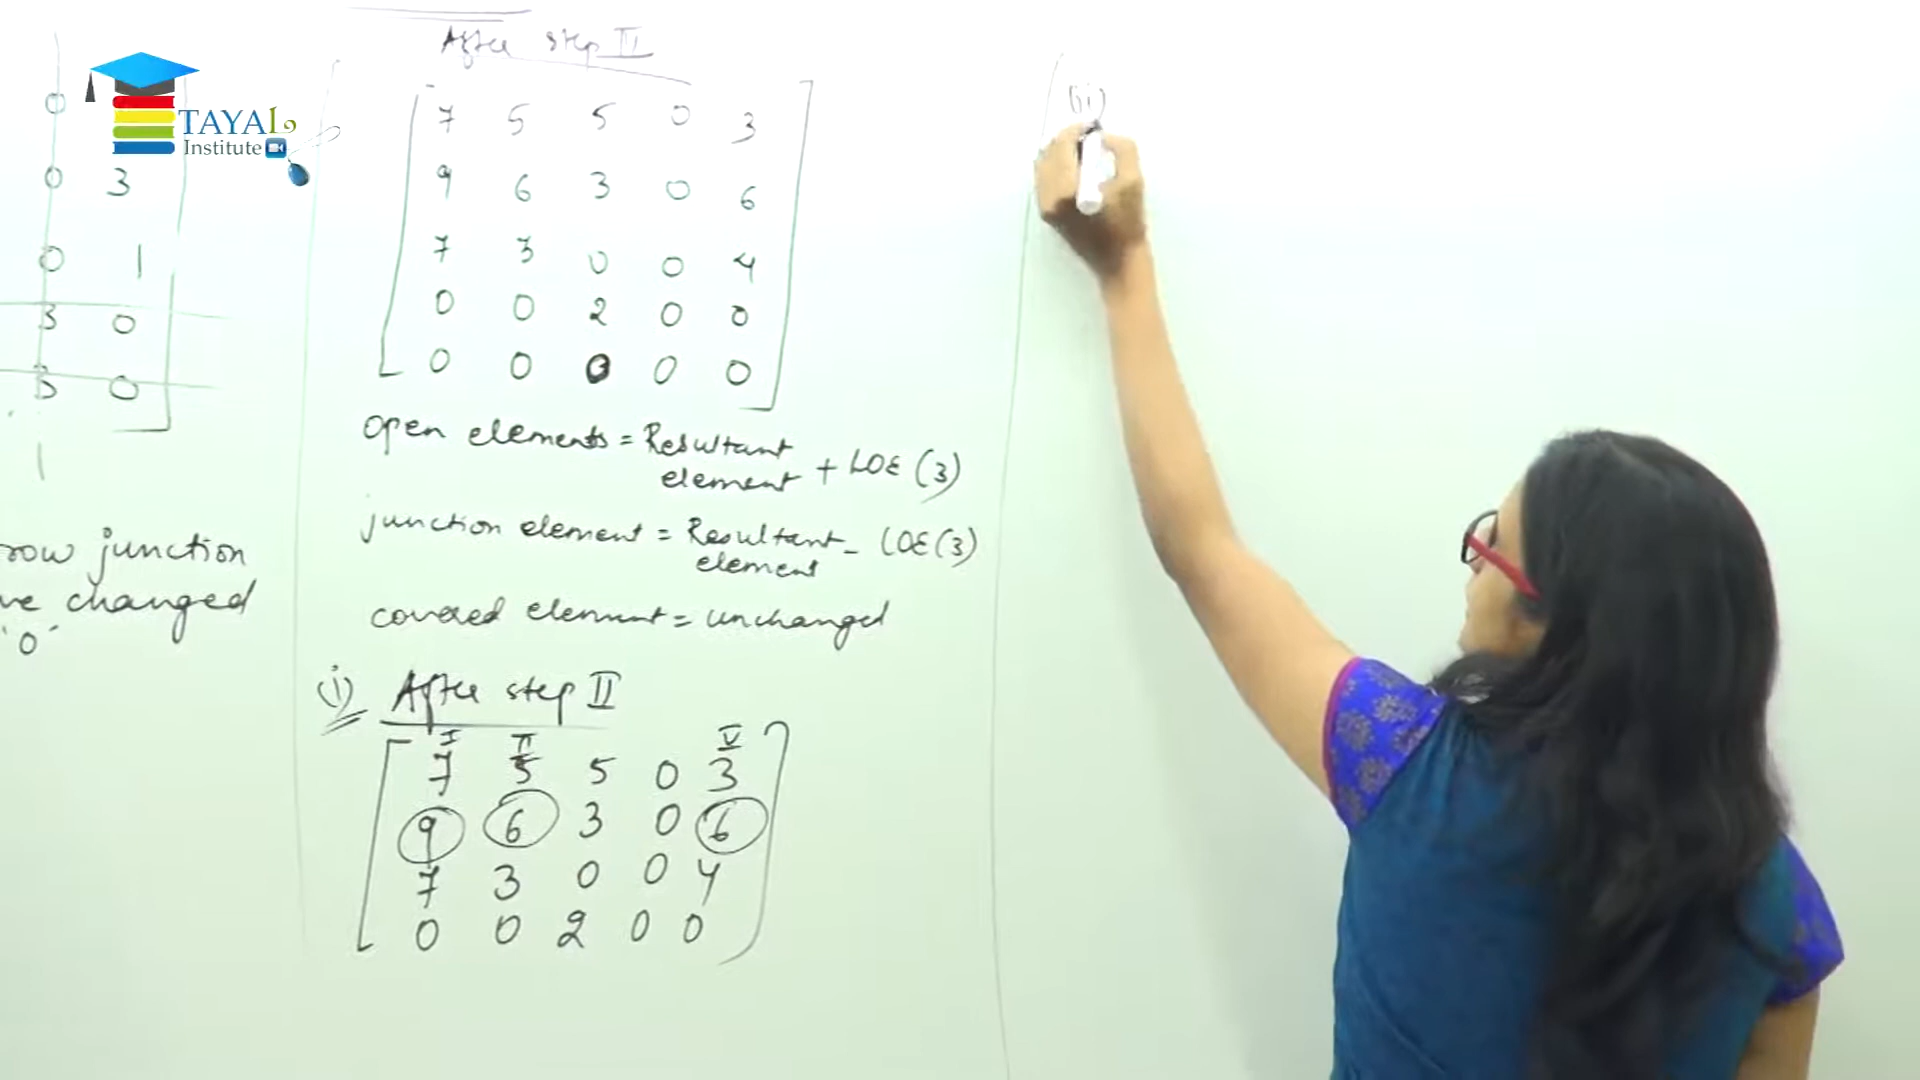 TAYAL
Institute
0
0 3
0 1
3 0
3 0
1
row junction
ve changed
'0'
After step II
7 5 5 0 3
9 6 3 0 6
7 3 0 0 4
0 0 2 0 0
0 0 0 0 0
open elements = Resultant element + LOE (3)
junction element = Resultant element - LOE (3)
covered element = unchanged
(i) After step II
I II V
7 5 5 0 3
9 6 3 0 6
7 3 0 0 4
0 0 2 0 0
(ii)